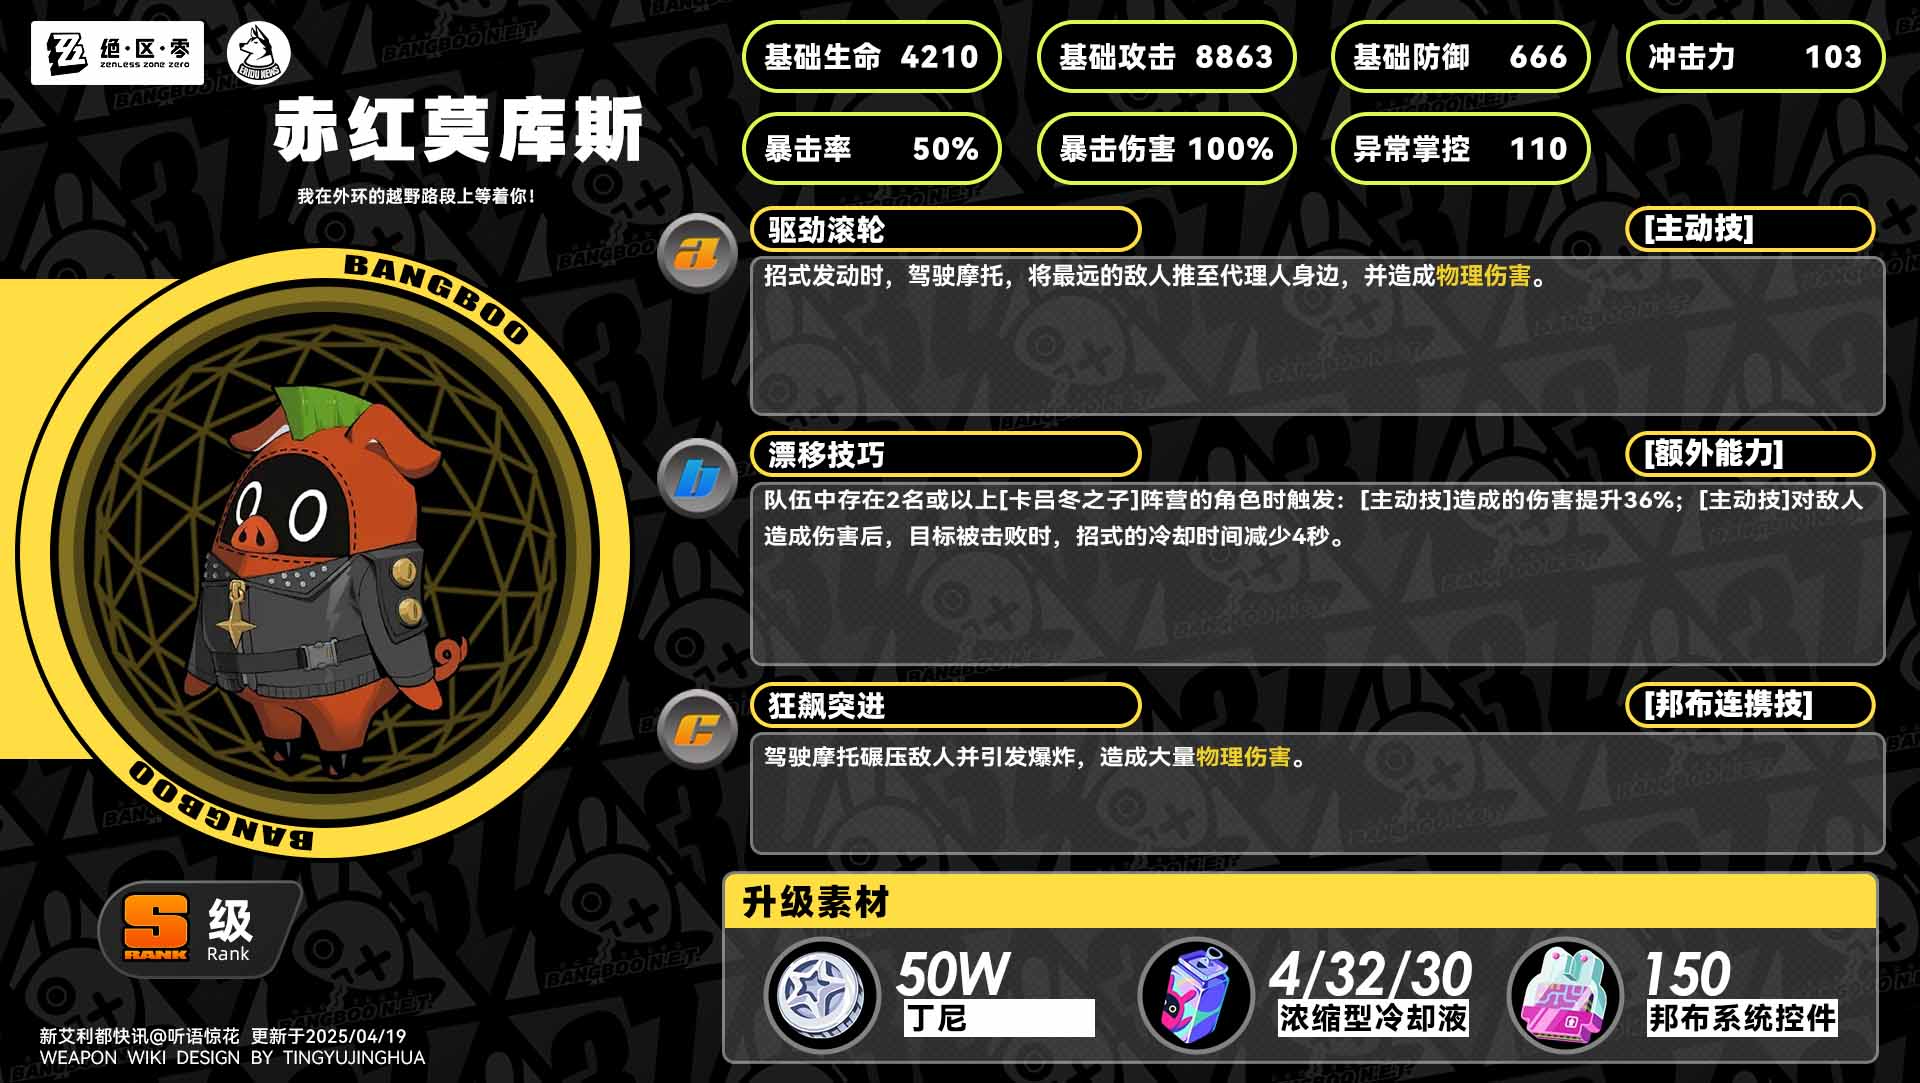 绝·区·零
ZENLESS ZONE ZERO
ERIDU NEWS
赤红莫库斯
我在外环的越野路段上等着你！
BANGBOO
BANGBOO
S
RANK
级
Rank
新艾利都快讯@听语惊花 更新于2025/04/19
WEAPON WIKI DESIGN BY TINGYUJINGHUA
基础生命 4210
基础攻击 8863
基础防御 666
冲击力 103
暴击率 50%
暴击伤害 100%
异常掌控 110
a
驱劲滚轮
[主动技]
招式发动时，驾驶摩托，将最远的敌人推至代理人身边，并造成物理伤害。
b
漂移技巧
[额外能力]
队伍中存在2名或以上[卡吕冬之子]阵营的角色时触发：[主动技]造成的伤害提升36%；[主动技]对敌人
造成伤害后，目标被击败时，招式的冷却时间减少4秒。
c
狂飙突进
[邦布连携技]
驾驶摩托碾压敌人并引发爆炸，造成大量物理伤害。
升级素材
50W
丁尼
4/32/30
浓缩型冷却液
150
邦布系统控件